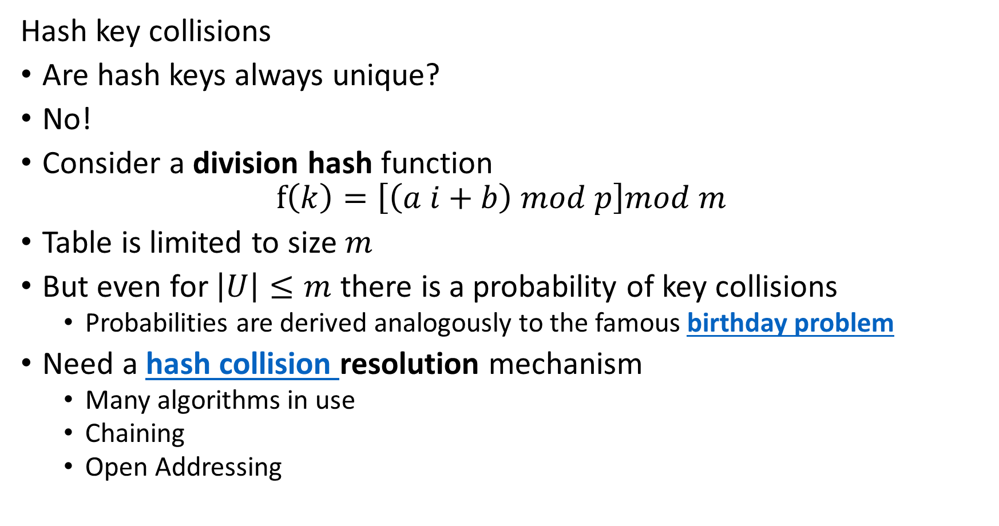 Hash key collisions
• Are hash keys always unique?
• No!
• Consider a division hash function
f(k) = [(a i + b) mod p]mod m
• Table is limited to size m
• But even for |U| ≤ m there is a probability of key collisions
• Probabilities are derived analogously to the famous birthday problem
• Need a hash collision resolution mechanism
• Many algorithms in use
• Chaining
• Open Addressing